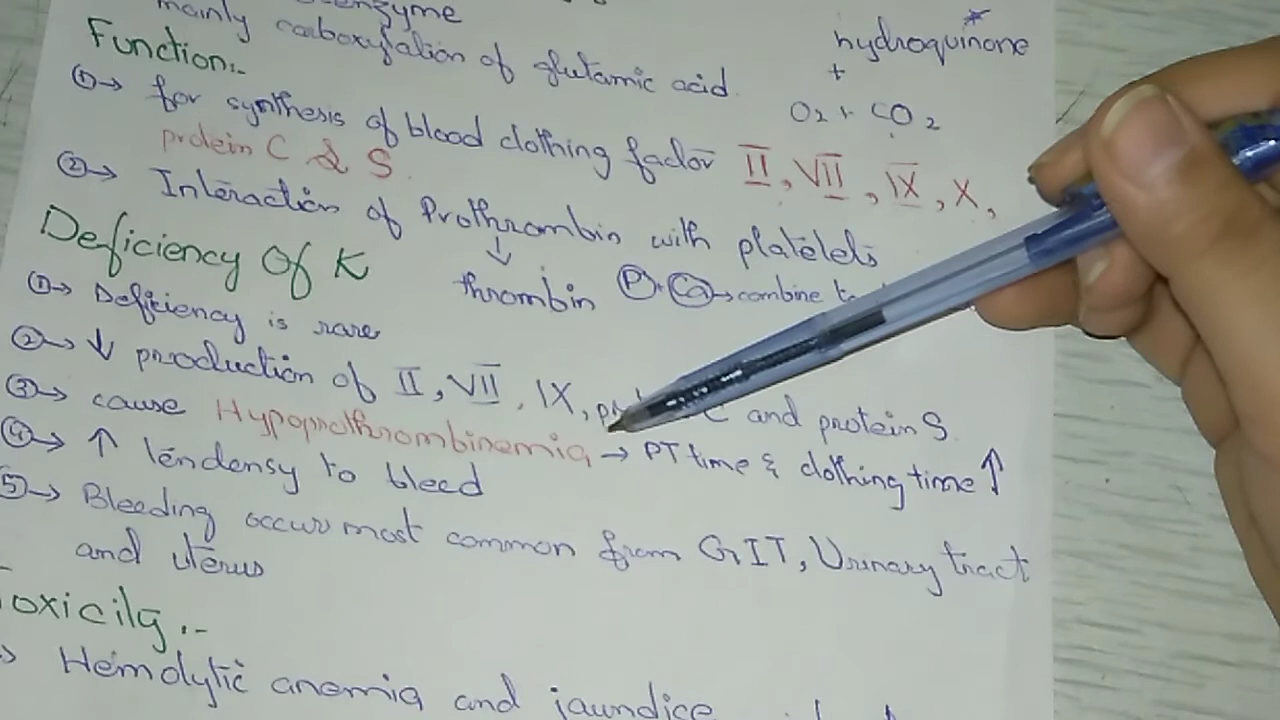 mainly carboxylation of glutamic acid
hydroquinone
+
O2 + CO2
Function:-
① → for synthesis of blood clothing factor II, VII, IX, X,
protein C & S
② → Interaction of Prothrombin with platelets
↓
thrombin P. Ca → combine to
Deficiency Of K
① → Deficiency is rare
② → ↓ production of II, VII, IX, C and protein S
③ → cause Hypoprothrombinemia → PT time & clothing time ↑
④ → ↑ tendensy to bleed
⑤ → Bleeding occur most common from GIT, Urinary tract
and uterus
oxicity :-
Hemolytic anemia and jaundice